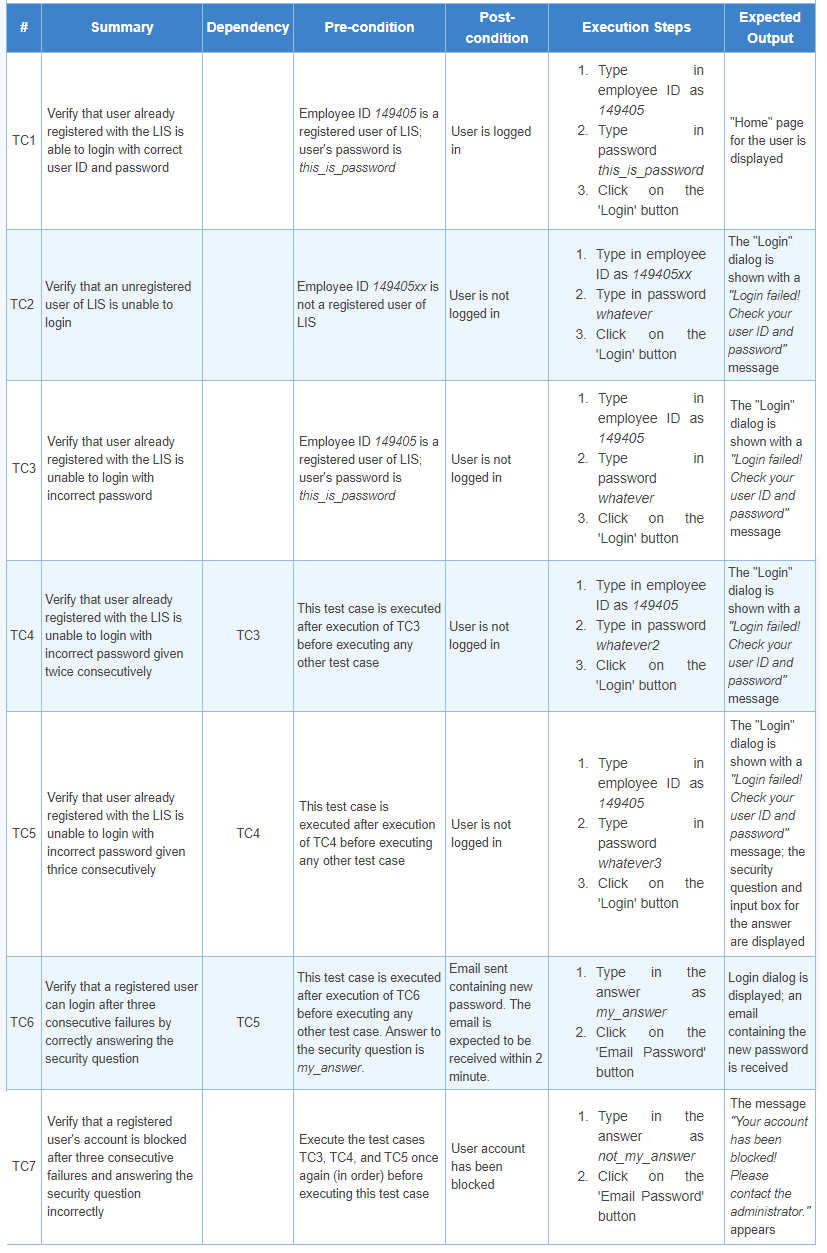 #
Summary
Dependency
Pre-condition
Post-
condition
Execution Steps
Expected
Output
TC1
Verify that user already
registered with the LIS is
able to login with correct
user ID and password
Employee ID 149405 is a
registered user of LIS;
user's password is
this_is_password
User is logged
in
1. Type in
employee ID as
149405
2. Type in
password
this_is_password
3. Click on the
'Login' button
"Home" page
for the user is
displayed
TC2
Verify that an unregistered
user of LIS is unable to
login
Employee ID 149405xx is
not a registered user of
LIS
User is not
logged in
1. Type in employee
ID as 149405xx
2. Type in password
whatever
3. Click on the
'Login' button
The "Login"
dialog is
shown with a
"Login failed!
Check your
user ID and
password"
message
TC3
Verify that user already
registered with the LIS is
unable to login with
incorrect password
Employee ID 149405 is a
registered user of LIS;
user's password is
this_is_password
User is not
logged in
1. Type in
employee ID as
149405
2. Type in
password
whatever
3. Click on the
'Login' button
The "Login"
dialog is
shown with a
"Login failed!
Check your
user ID and
password"
message
TC4
Verify that user already
registered with the LIS is
unable to login with
incorrect password given
twice consecutively
TC3
This test case is executed
after execution of TC3
before executing any
other test case
User is not
logged in
1. Type in employee
ID as 149405
2. Type in password
whatever2
3. Click on the
'Login' button
The "Login"
dialog is
shown with a
"Login failed!
Check your
user ID and
password"
message
TC5
Verify that user already
registered with the LIS is
unable to login with
incorrect password given
thrice consecutively
TC4
This test case is
executed after execution
of TC4 before executing
any other test case
User is not
logged in
1. Type in
employee ID as
149405
2. Type in
password
whatever3
3. Click on the
'Login' button
The "Login"
dialog is
shown with a
"Login failed!
Check your
user ID and
password"
message; the
security
question and
input box for
the answer
are displayed
TC6
Verify that a registered user
can login after three
consecutive failures by
correctly answering the
security question
TC5
This test case is executed
after execution of TC6
before executing any
other test case. Answer to
the security question is
my_answer.
Email sent
containing new
password. The
email is
expected to be
received within 2
minute.
1. Type in the
answer as
my_answer
2. Click on the
'Email Password'
button
Login dialog is
displayed; an
email
containing the
new password
is received
TC7
Verify that a registered
user's account is blocked
after three consecutive
failures and answering the
security question
incorrectly
Execute the test cases
TC3, TC4, and TC5 once
again (in order) before
executing this test case
User account
has been
blocked
1. Type in the
answer as
not_my_answer
2. Click on the
'Email Password'
button
The message
"Your account
has been
blocked!
Please
contact the
administrator."
appears